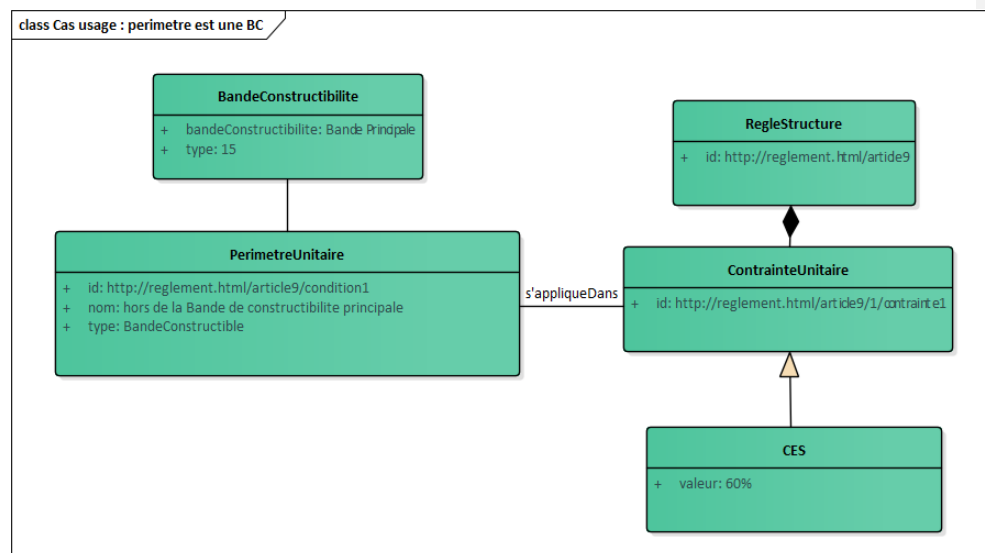 class Cas usage : perimetre est une BC
BandeConstructibilite
+ bandeConstructibilite: Bande Principale
+ type: 15
RegleStructure
+ id: http://reglement.html/article9
PerimetreUnitaire
+ id: http://reglement.html/article9/condition1
+ nom: hors de la Bande de constructibilite principale
+ type: BandeConstructible
s'appliqueDans
ContrainteUnitaire
+ id: http://reglement.html/article9/1/contrainte1
CES
+ valeur: 60%